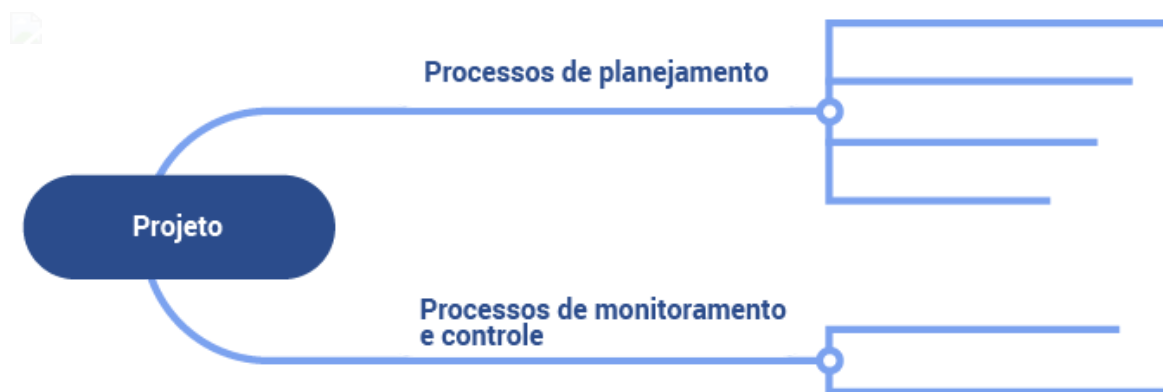 Processos de planejamento
Projeto
Processos de monitoramento
e controle